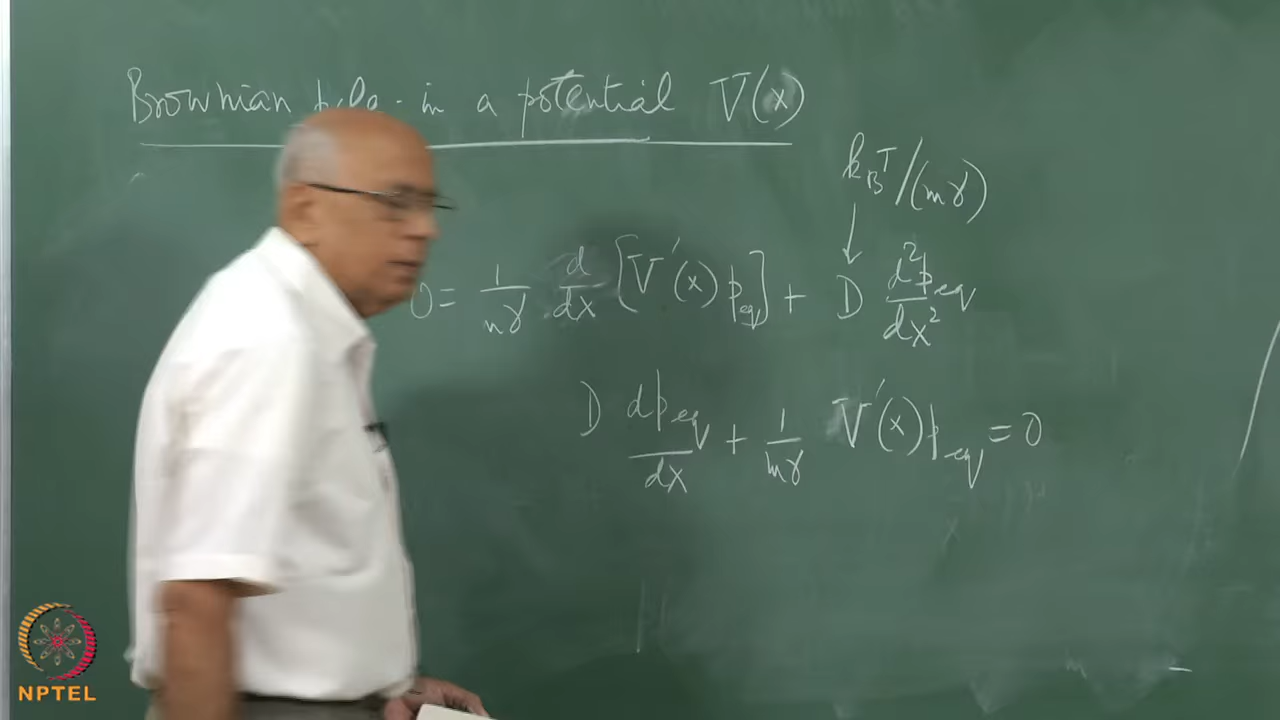 Brownian pcle. in a potential V(x)
k_B T/(mγ)
↓
0 = 1/mγ d/dx [V'(x) p_eq] + D d²p_eq/dx²
D dp_eq/dx + 1/mγ V'(x) p_eq = 0
NPTEL